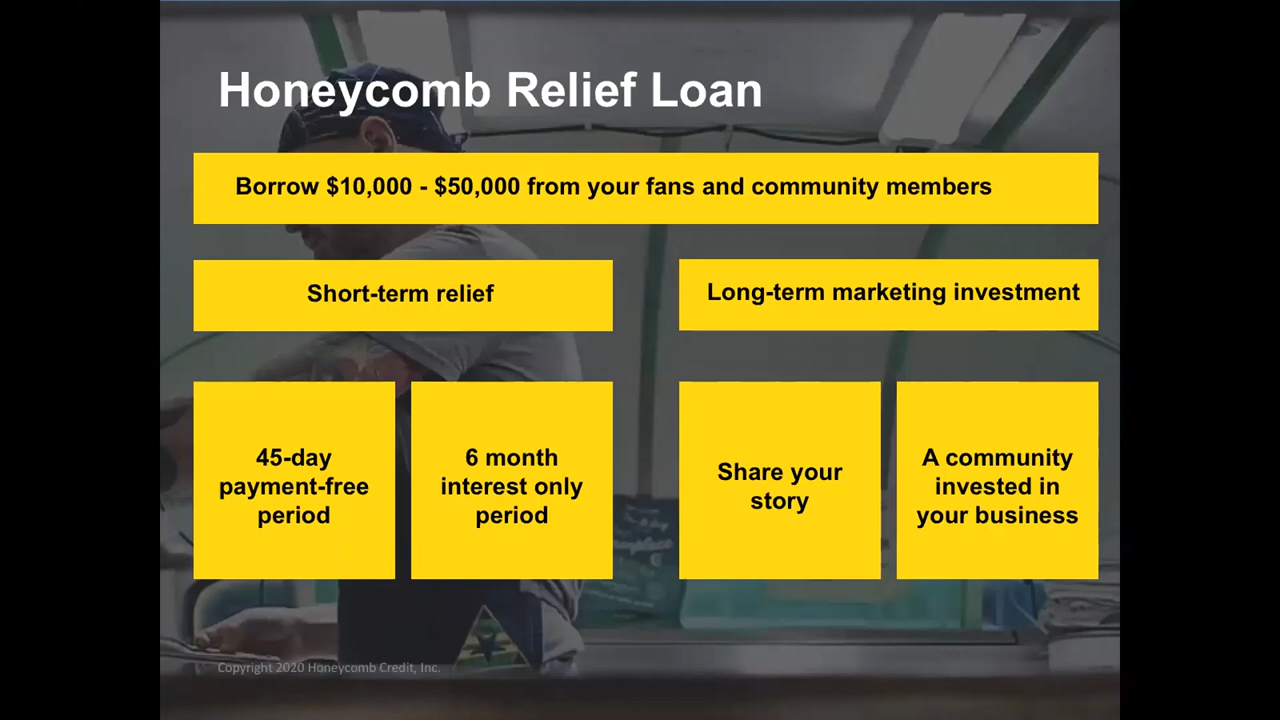 Honeycomb Relief Loan
Borrow $10,000 - $50,000 from your fans and community members
Short-term relief
Long-term marketing investment
45-day
payment-free
period
6 month
interest only
period
Share your
story
A community
invested in
your business
Copyright 2020 Honeycomb Credit, Inc.